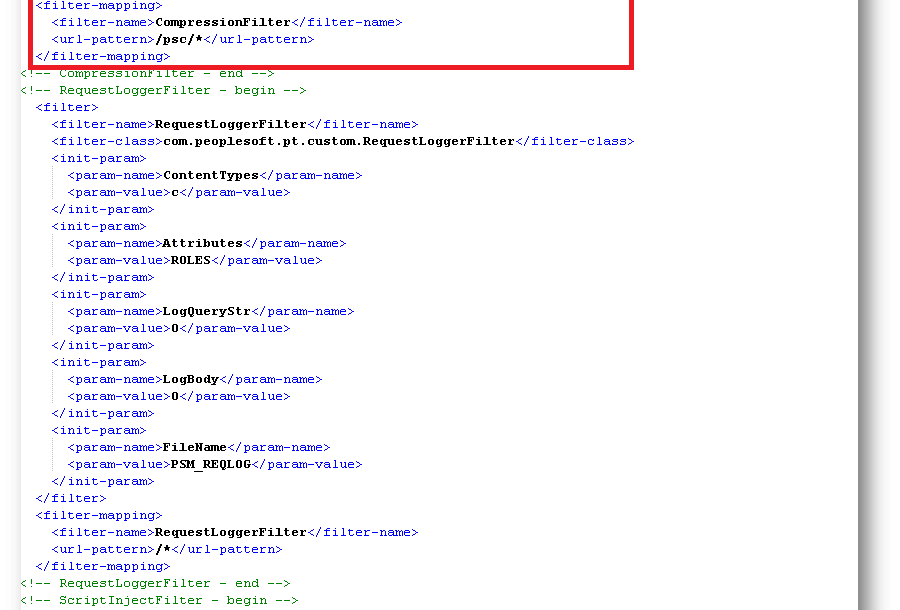 <filter-mapping>
<filter-name>CompressionFilter</filter-name>
<url-pattern>/psc/*</url-pattern>
</filter-mapping>
<!-- CompressionFilter - end -->
<!-- RequestLoggerFilter - begin -->
<filter>
<filter-name>RequestLoggerFilter</filter-name>
<filter-class>com.peoplesoft.pt.custom.RequestLoggerFilter</filter-class>
<init-param>
<param-name>ContentTypes</param-name>
<param-value>c</param-value>
</init-param>
<init-param>
<param-name>Attributes</param-name>
<param-value>ROLES</param-value>
</init-param>
<init-param>
<param-name>LogQueryStr</param-name>
<param-value>0</param-value>
</init-param>
<init-param>
<param-name>LogBody</param-name>
<param-value>0</param-value>
</init-param>
<init-param>
<param-name>FileName</param-name>
<param-value>PSM_REQLOG</param-value>
</init-param>
</filter>
<filter-mapping>
<filter-name>RequestLoggerFilter</filter-name>
<url-pattern>/*</url-pattern>
</filter-mapping>
<!-- RequestLoggerFilter - end -->
<!-- ScriptInjectFilter - begin -->